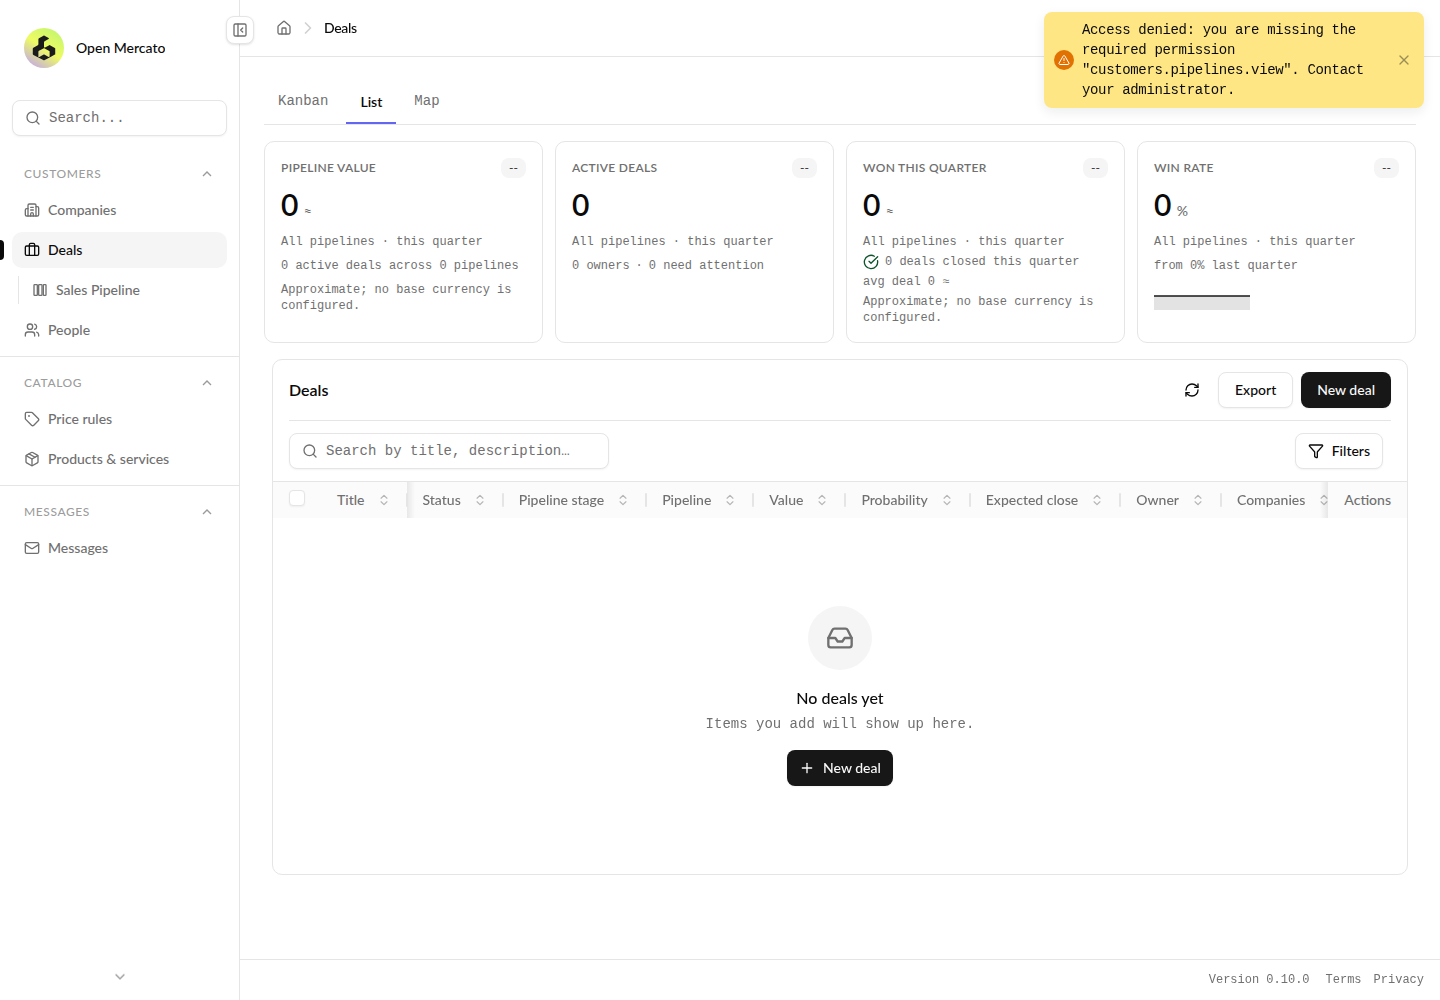 Open Mercato
Search...
CUSTOMERS
Companies
Deals
Sales Pipeline
People
CATALOG
Price rules
Products & services
MESSAGES
Messages
Deals
Access denied: you are missing the
required permission
"customers.pipelines.view". Contact
your administrator.
Kanban
List
Map
PIPELINE VALUE
--
0 ≈
All pipelines · this quarter
0 active deals across 0 pipelines
Approximate; no base currency is
configured.
ACTIVE DEALS
--
0
All pipelines · this quarter
0 owners · 0 need attention
WON THIS QUARTER
--
0 ≈
All pipelines · this quarter
0 deals closed this quarter
avg deal 0 ≈
Approximate; no base currency is
configured.
WIN RATE
--
0 %
All pipelines · this quarter
from 0% last quarter
Deals
Export
New deal
Search by title, description…
Filters
Title Status Pipeline stage Pipeline Value Probability Expected close Owner Companies Actions
No deals yet
Items you add will show up here.
New deal
Version 0.10.0 Terms Privacy